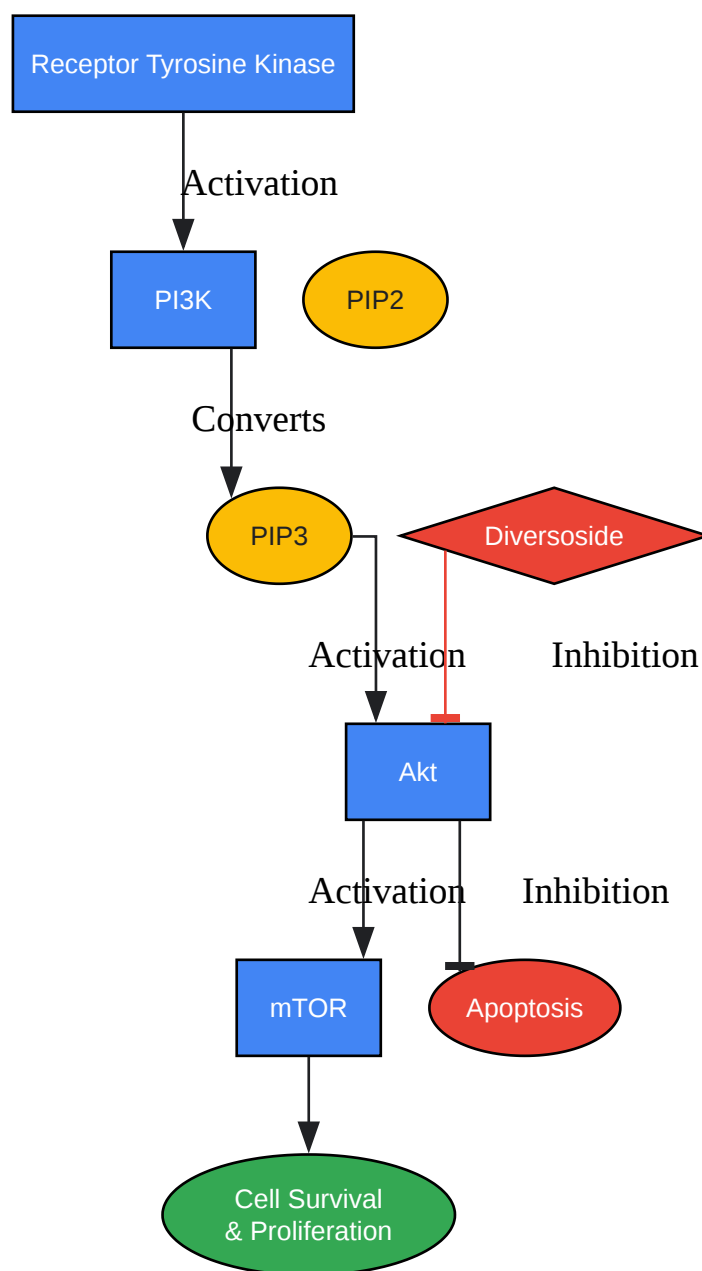 Receptor Tyrosine Kinase
Activation
PI3K
PIP2
Converts
PIP3
Diversoside
Activation
Inhibition
Akt
Activation
Inhibition
mTOR
Apoptosis
Cell Survival
& Proliferation